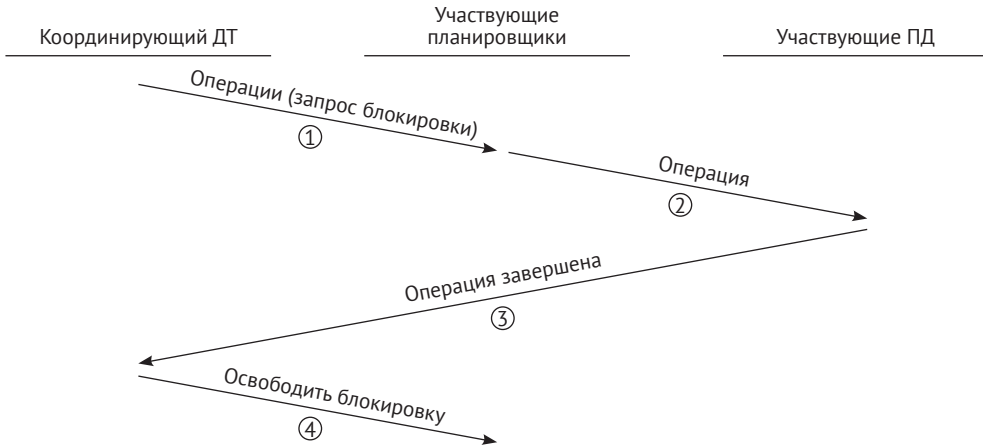 Координирующий ДТ
Участвующие
планировщики
Участвующие ПД
Операции (запрос блокировки)
1
Операция
2
Операция завершена
3
Освободить блокировку
4